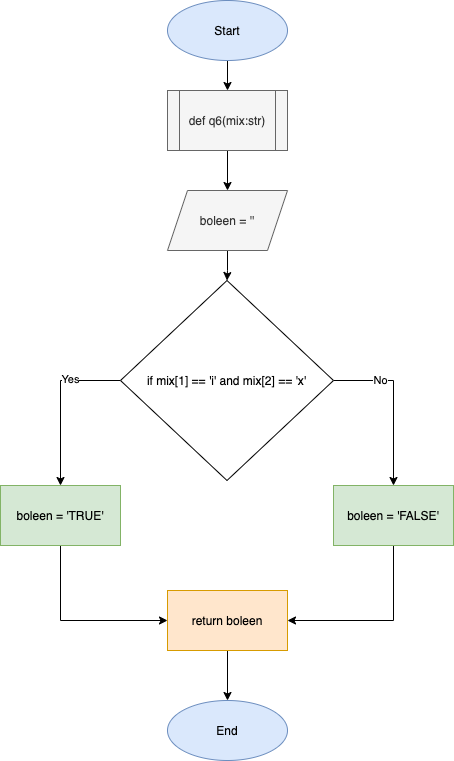 Start
def q6(mix:str)
boleen = ''
if mix[1] == 'i' and mix[2] == 'x'
Yes
No
boleen = 'TRUE'
boleen = 'FALSE'
return boleen
End